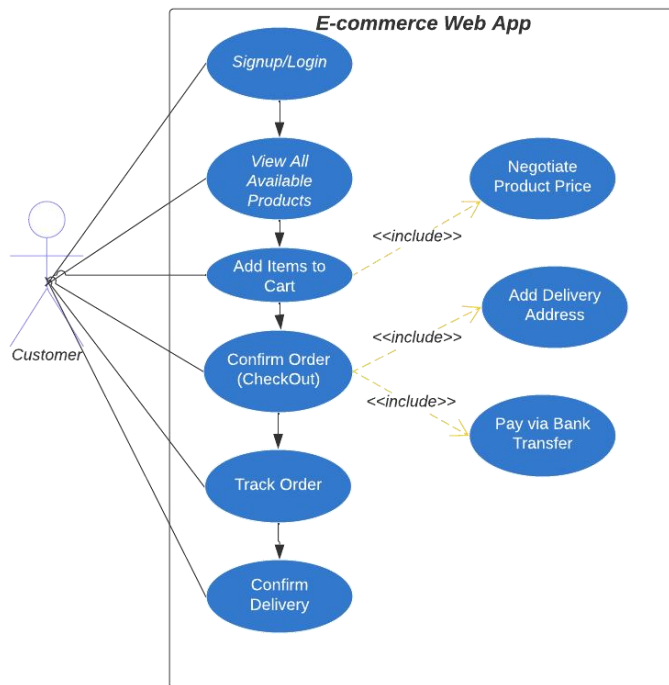 E-commerce Web App
Signup/Login
View All
Available
Products
Negotiate
Product Price
<<include>>
Add Items to
Cart
Add Delivery
Address
<<include>>
Customer
Confirm Order
(CheckOut)
<<include>>
Pay via Bank
Transfer
Track Order
Confirm
Delivery